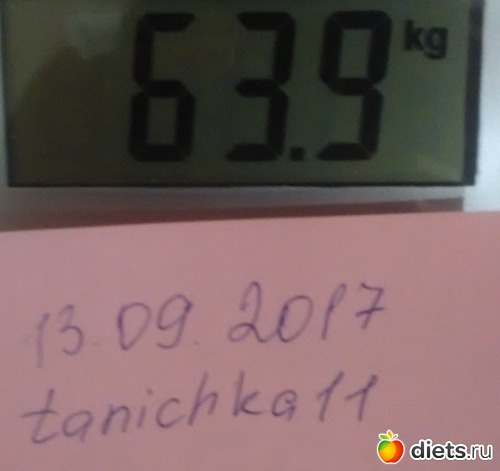 63.9 kg
13.09.2017
tanichka11
diets.ru